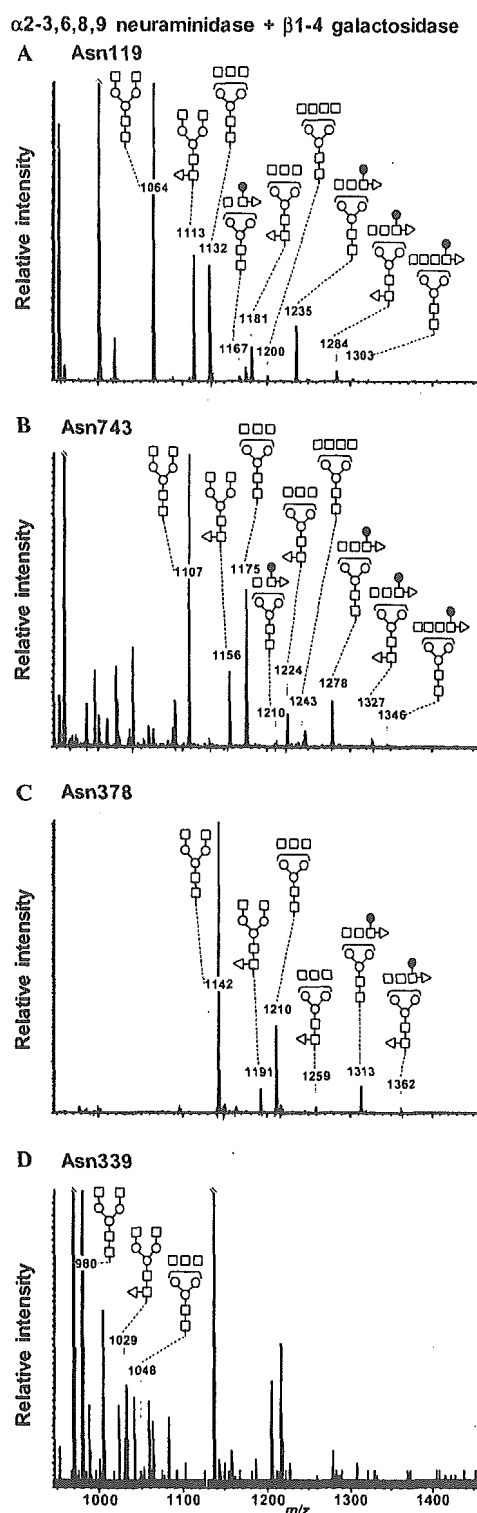 α2-3,6,8,9 neuraminidase + β1-4 galactosidase
A Asn119
Relative intensity
1064
1113
1132
1167
1181
1200
1235
1284
1303
B Asn743
Relative intensity
1107
1156
1175
1210
1224
1243
1278
1327
1346
C Asn378
Relative intensity
1142
1191
1210
1259
1313
1362
D Asn339
Relative intensity
980
1029
1048
1000 1100 1200 1300 1400
m/z